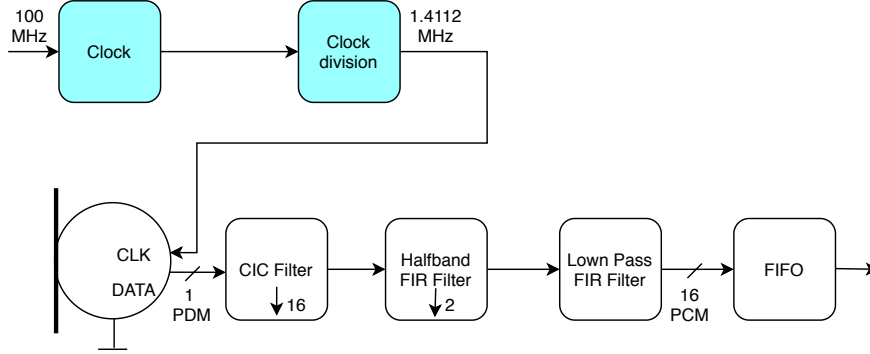 100
MHz
Clock
Clock
division
1.4112
MHz
CLK
DATA
1
PDM
CIC Filter
16
Halfband
FIR Filter
2
Lown Pass
FIR Filter
16
PCM
FIFO